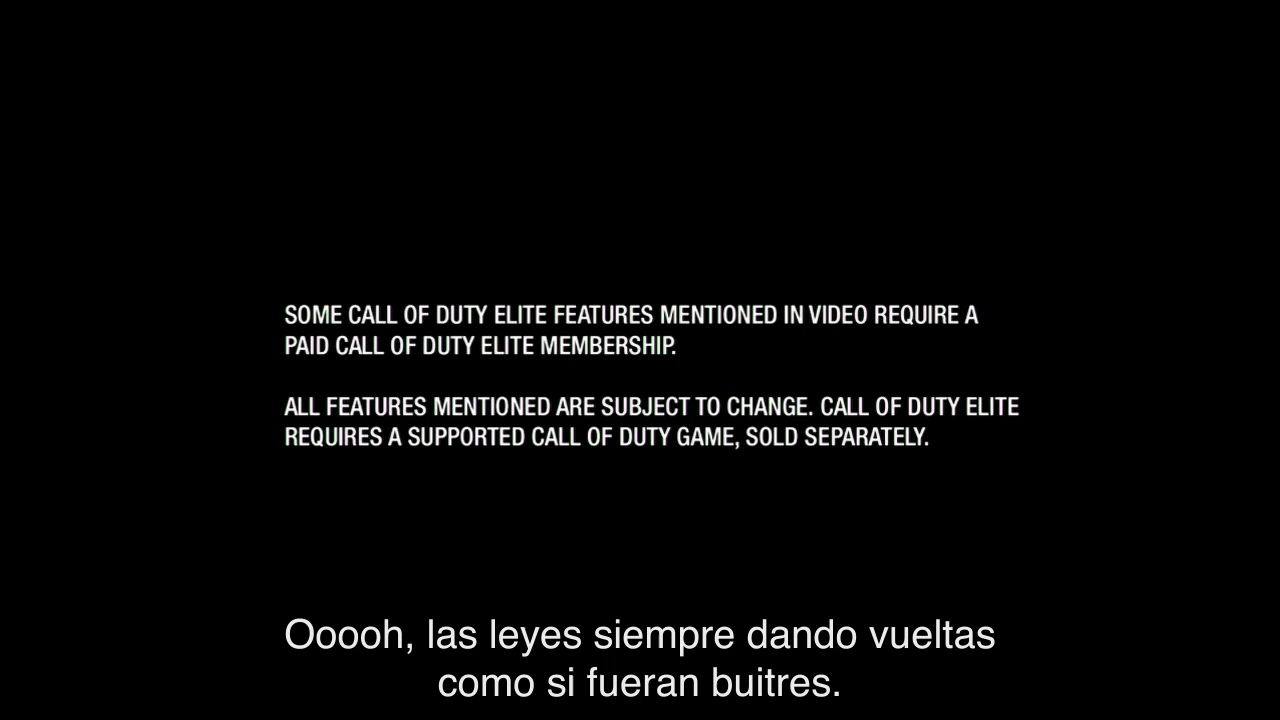 SOME CALL OF DUTY ELITE FEATURES MENTIONED IN VIDEO REQUIRE A
PAID CALL OF DUTY ELITE MEMBERSHIP.
ALL FEATURES MENTIONED ARE SUBJECT TO CHANGE. CALL OF DUTY ELITE
REQUIRES A SUPPORTED CALL OF DUTY GAME, SOLD SEPARATELY.
Ooooh, las leyes siempre dando vueltas
como si fueran buitres.